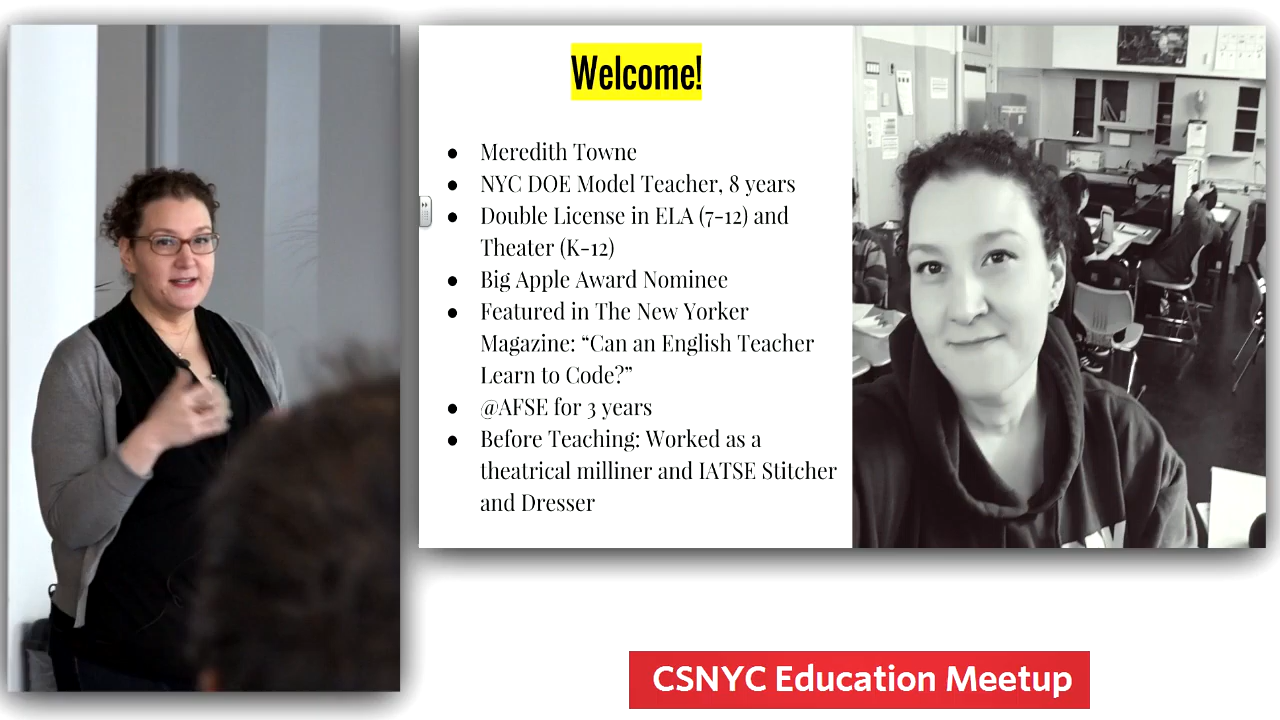 Welcome!
● Meredith Towne
● NYC DOE Model Teacher, 8 years
● Double License in ELA (7-12) and
Theater (K-12)
● Big Apple Award Nominee
● Featured in The New Yorker
Magazine: “Can an English Teacher
Learn to Code?”
● @AFSE for 3 years
● Before Teaching: Worked as a
theatrical milliner and IATSE Stitcher
and Dresser
CSNYC Education Meetup